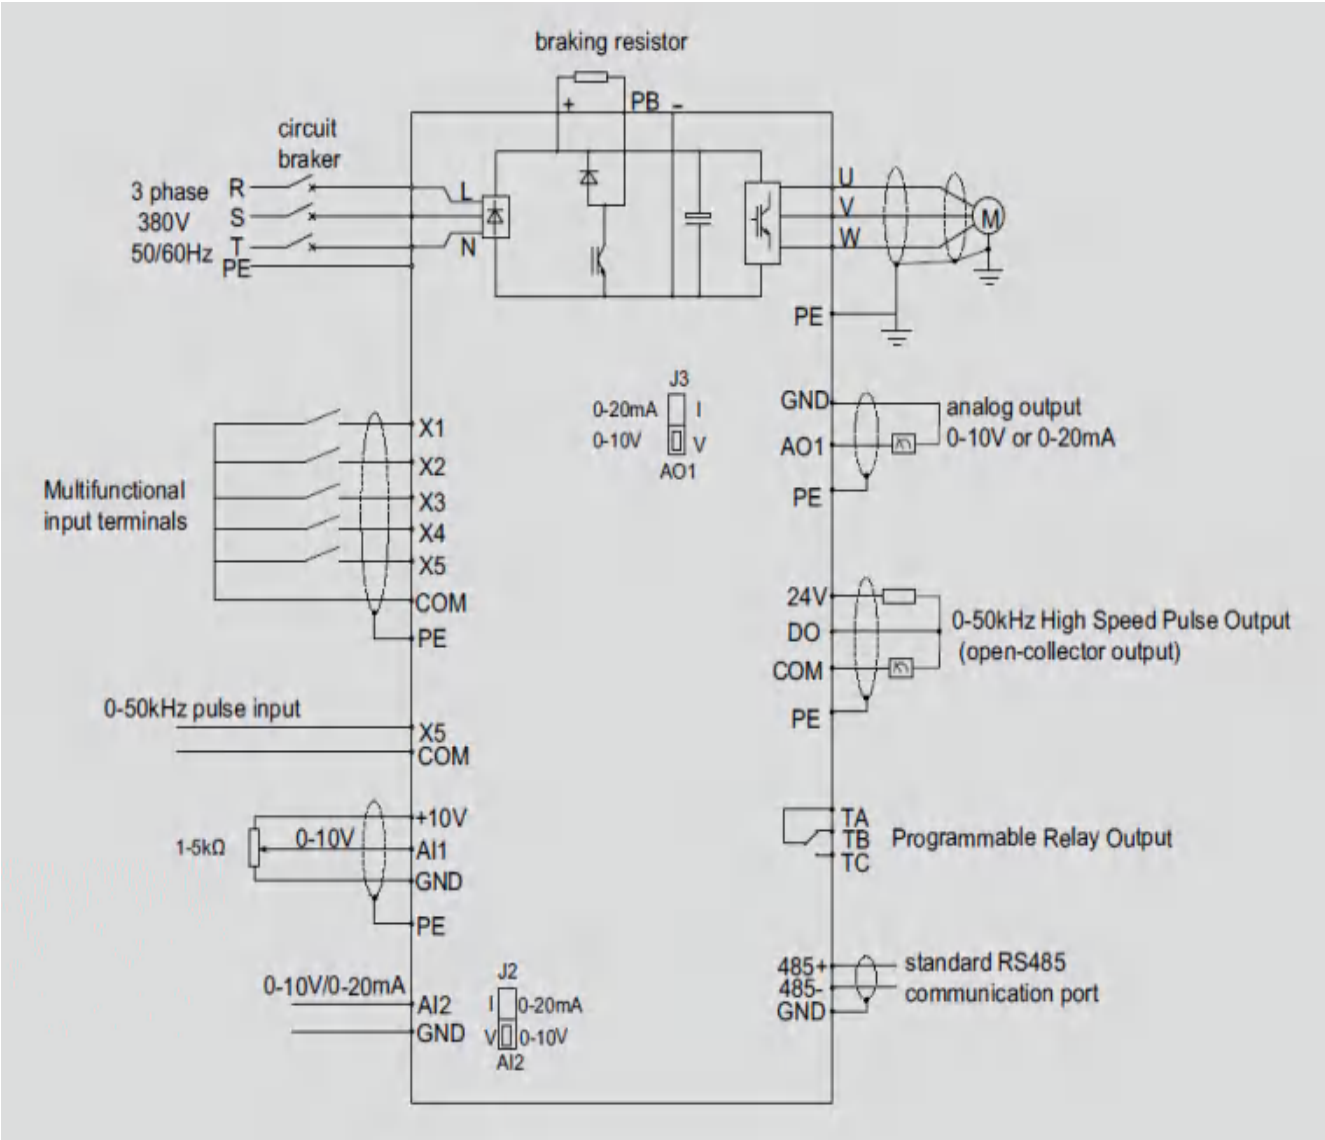 braking resistor
+ PB -
circuit
braker
3 phase
380V
50/60Hz
R
S
T
PE
L
N
U
V
W
M
PE
J3
0-20mA I
0-10V V
AO1
GND
AO1
PE
analog output
0-10V or 0-20mA
Multifunctional
input terminals
X1
X2
X3
X4
X5
COM
PE
24V
DO
COM
PE
0-50kHz High Speed Pulse Output
(open-collector output)
0-50kHz pulse input
X5
COM
1-5kΩ
0-10V
+10V
AI1
GND
PE
TA
TB
TC
Programmable Relay Output
0-10V/0-20mA
AI2
GND
J2
I 0-20mA
V 0-10V
AI2
485+
485-
GND
standard RS485
communication port